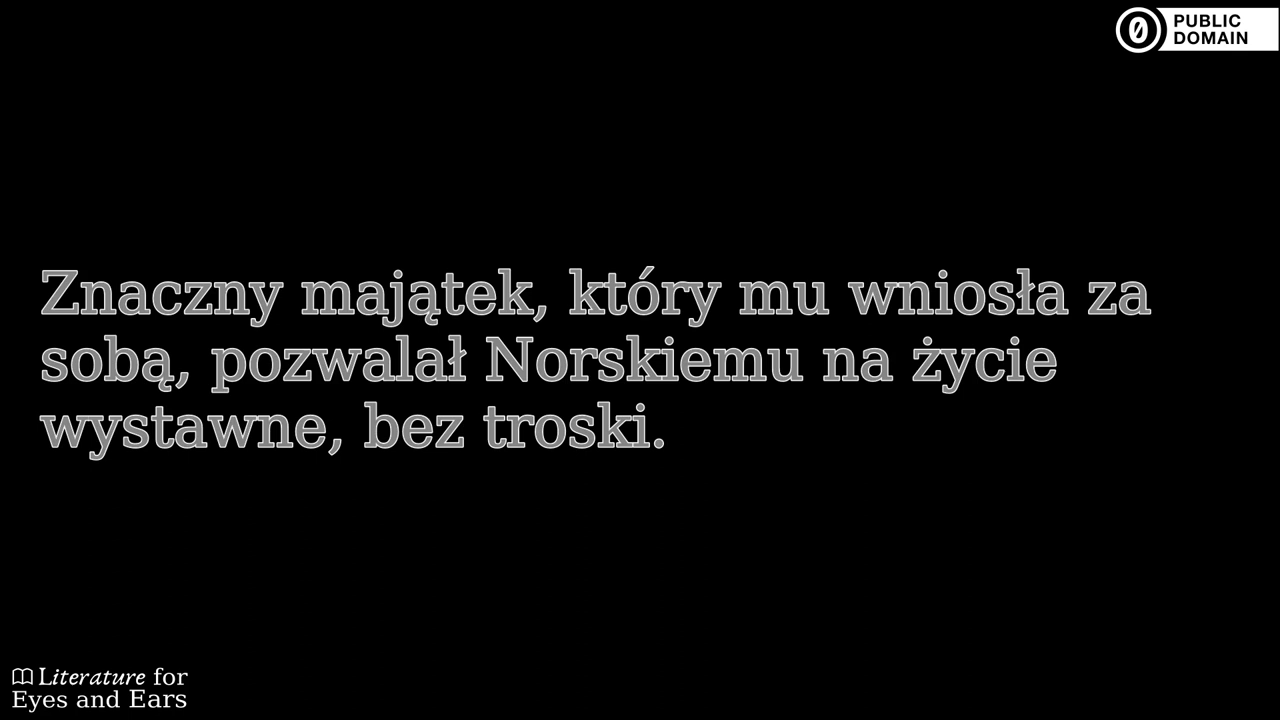 PUBLIC
DOMAIN
Znaczny majątek, który mu wniosła za
sobą, pozwalał Norskiemu na życie
wystawne, bez troski.
Literature for
Eyes and Ears